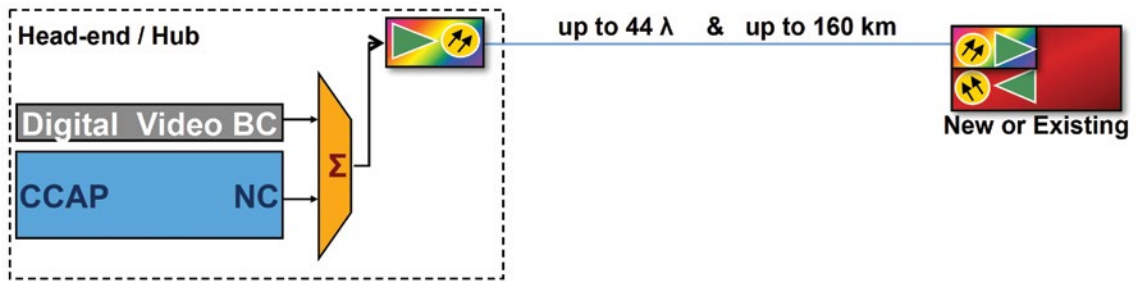 Head-end / Hub
up to 44 λ & up to 160 km
Digital Video BC
Σ
CCAP NC
New or Existing